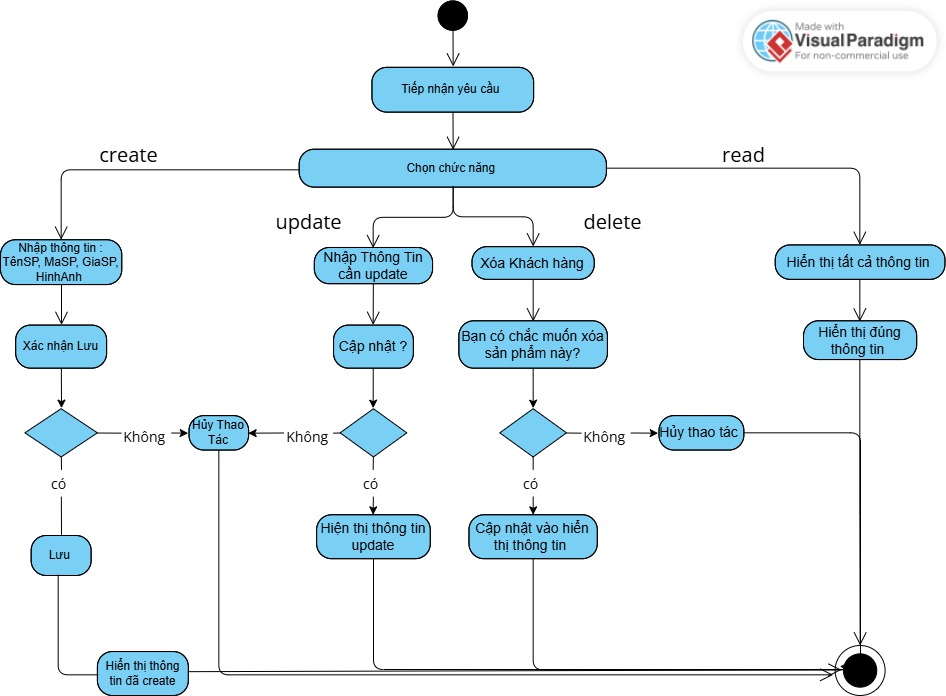 Made with
Visual Paradigm
For non-commercial use
Tiếp nhận yêu cầu
create
Chọn chức năng
read
update
delete
Nhập thông tin :
TênSP, MaSP, GiaSP,
HinhAnh
Nhập Thông Tin
cần update
Xóa Khách hàng
Hiển thị tất cả thông tin
Xác nhận Lưu
Cập nhật ?
Bạn có chắc muốn xóa
sản phẩm này?
Hiển thị đúng
thông tin
Không
Hủy Thao
Tác
Không
Không
Hủy thao tác
có
có
có
Lưu
Hiện thị thông tin
update
Cập nhật vào hiển
thị thông tin
Hiển thị thông
tin đã create